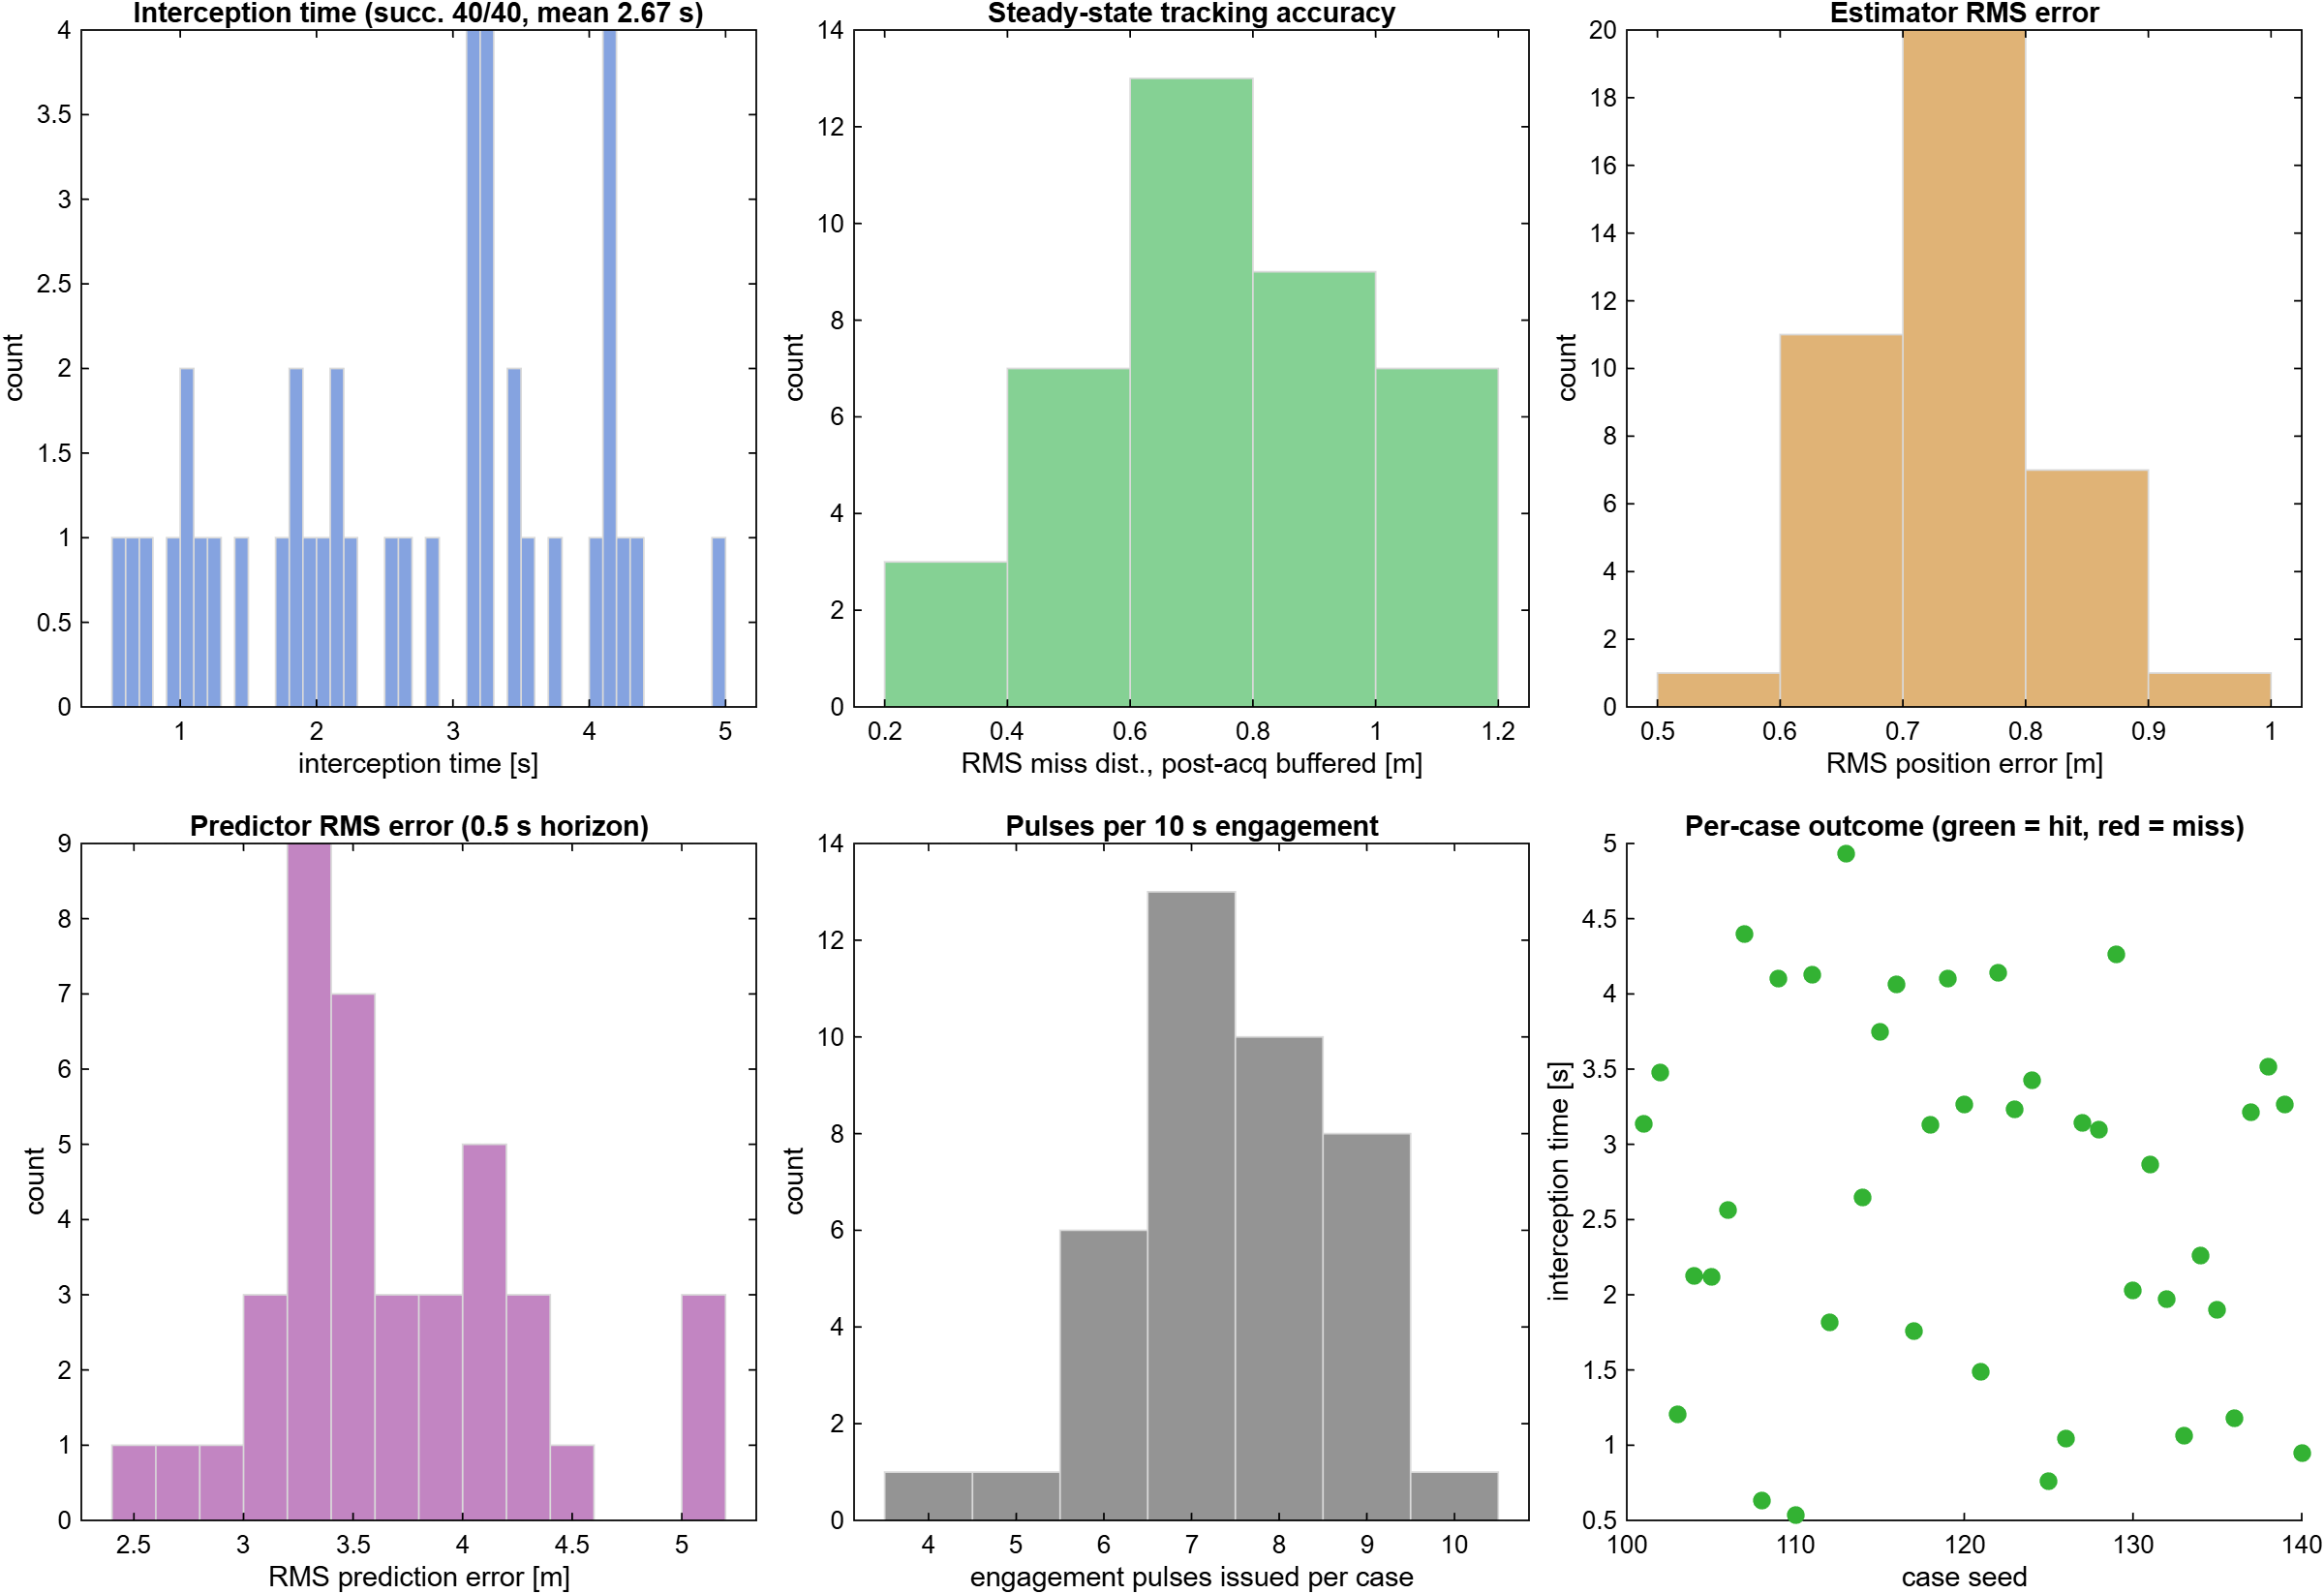 Interception time (succ. 40/40, mean 2.67 s)
4
3.5
3
2.5
2
1.5
1
0.5
0
count
1 2 3 4 5
interception time [s]
Steady-state tracking accuracy
14
12
10
8
6
4
2
0
count
0.2 0.4 0.6 0.8 1 1.2
RMS miss dist., post-acq buffered [m]
Estimator RMS error
20
18
16
14
12
10
8
6
4
2
0
count
0.5 0.6 0.7 0.8 0.9 1
RMS position error [m]
Predictor RMS error (0.5 s horizon)
9
8
7
6
5
4
3
2
1
0
count
2.5 3 3.5 4 4.5 5
RMS prediction error [m]
Pulses per 10 s engagement
14
12
10
8
6
4
2
0
count
4 5 6 7 8 9 10
engagement pulses issued per case
Per-case outcome (green = hit, red = miss)
5
4.5
4
3.5
3
2.5
2
1.5
1
0.5
interception time [s]
100 110 120 130 140
case seed